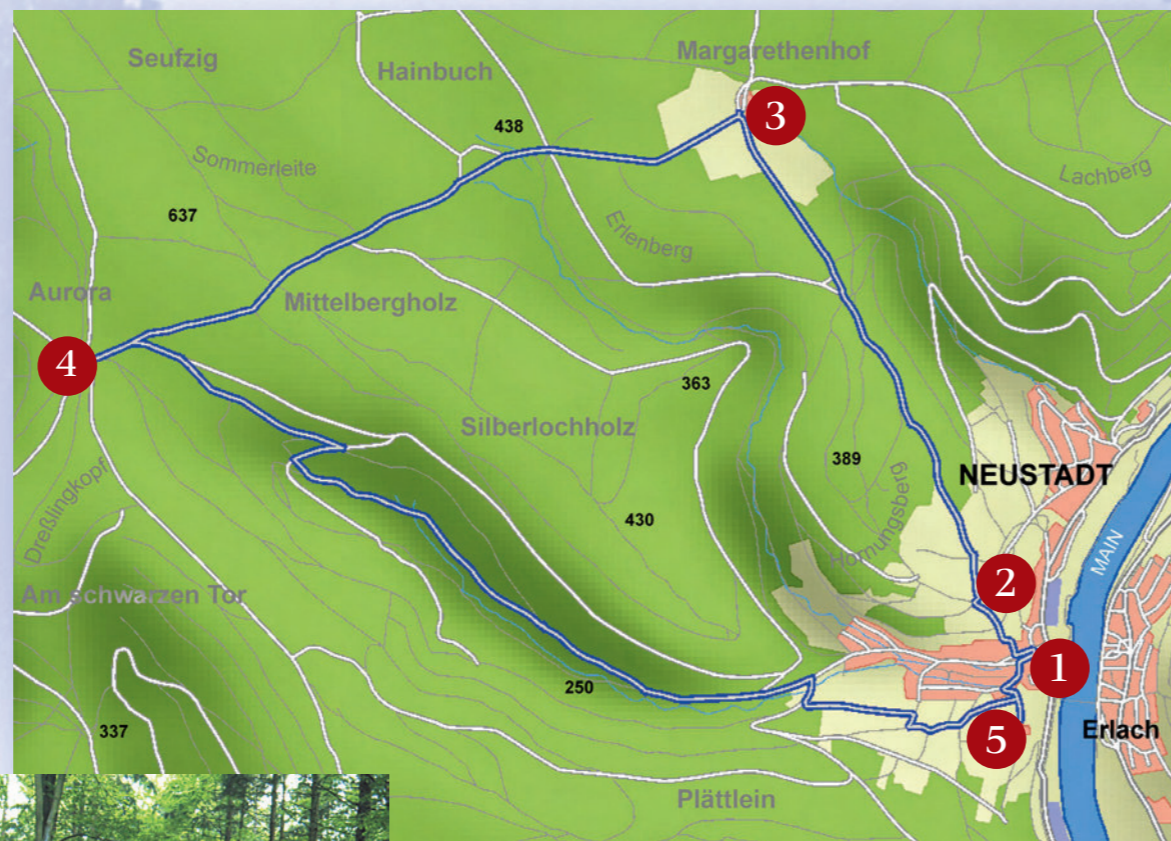 Seufzig
Hainbuch
Margarethenhof
3
438
Sommerleite
Lachberg
637
Erlenberg
Aurora
Mittelbergholz
4
363
Silberlochholz
389
NEUSTADT
Dreßlingkopf
430
Hornungsberg
MAIN
Am schwarzen Tor
2
1
250
337
5
Erlach
Plättlein